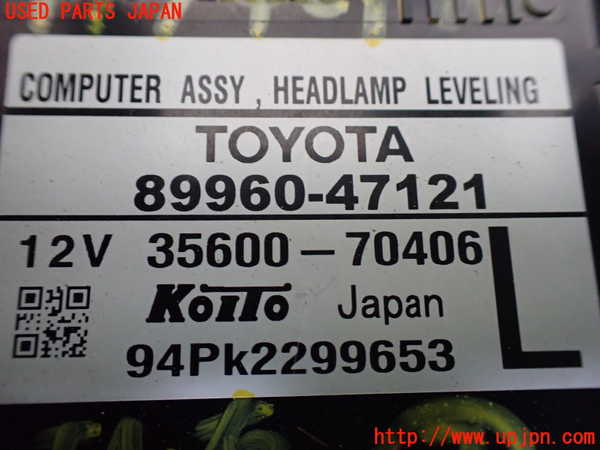 USED PARTS JAPAN
COMPUTER ASSY, HEADLAMP LEVELING
TOYOTA
89960-47121
12V 35600-70406 L
KoiTo Japan
94Pk2299653
http://www.upjpn.com